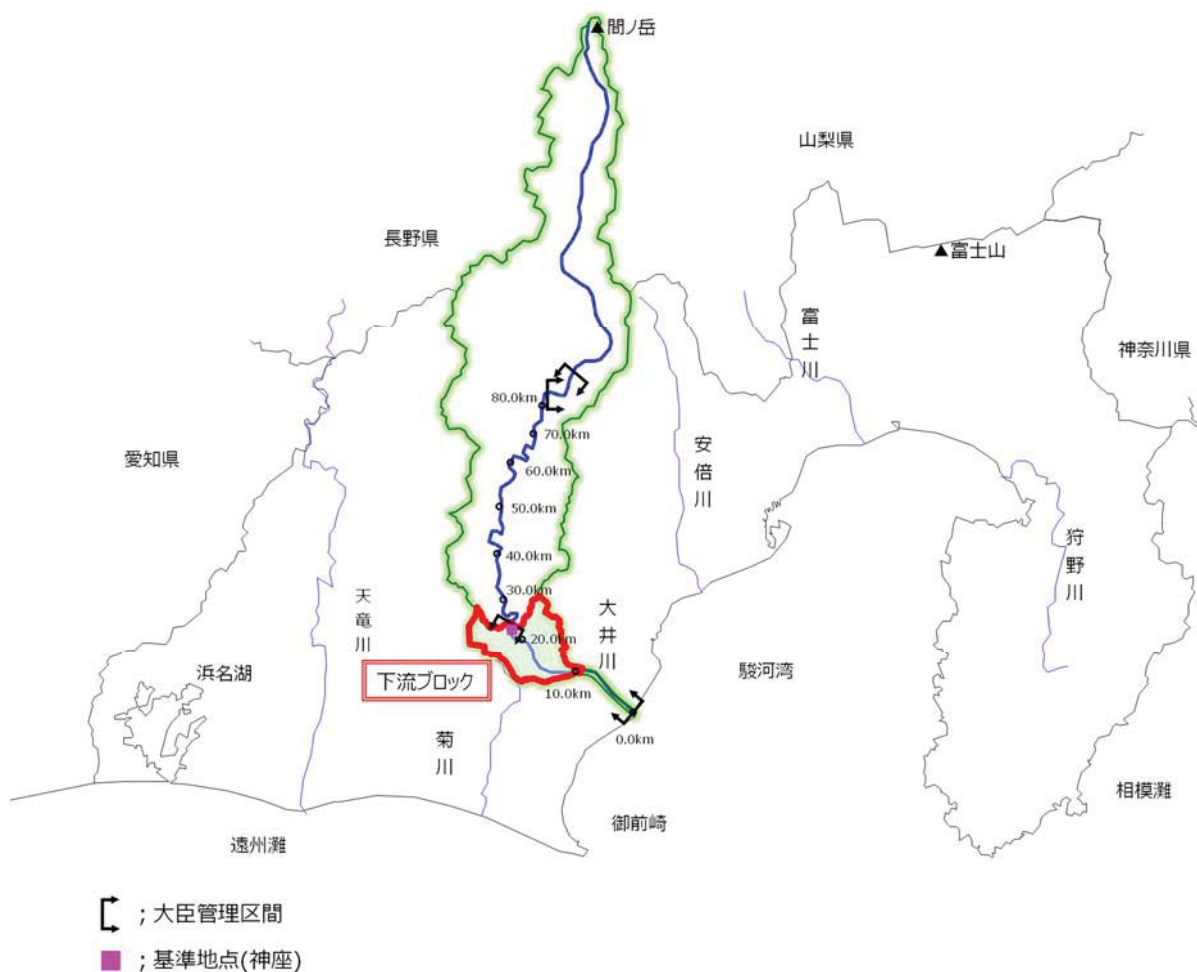 ▲間ノ岳
山梨県
長野県
▲富士山
富士川
神奈川県
80.0km
70.0km
安倍川
愛知県
60.0km
50.0km
狩野川
40.0km
30.0km
天竜川
大井川
20.0km
浜名湖
下流ブロック
駿河湾
10.0km
0.0km
菊川
相模灘
御前崎
遠州灘
；大臣管理区間
；基準地点(神座)